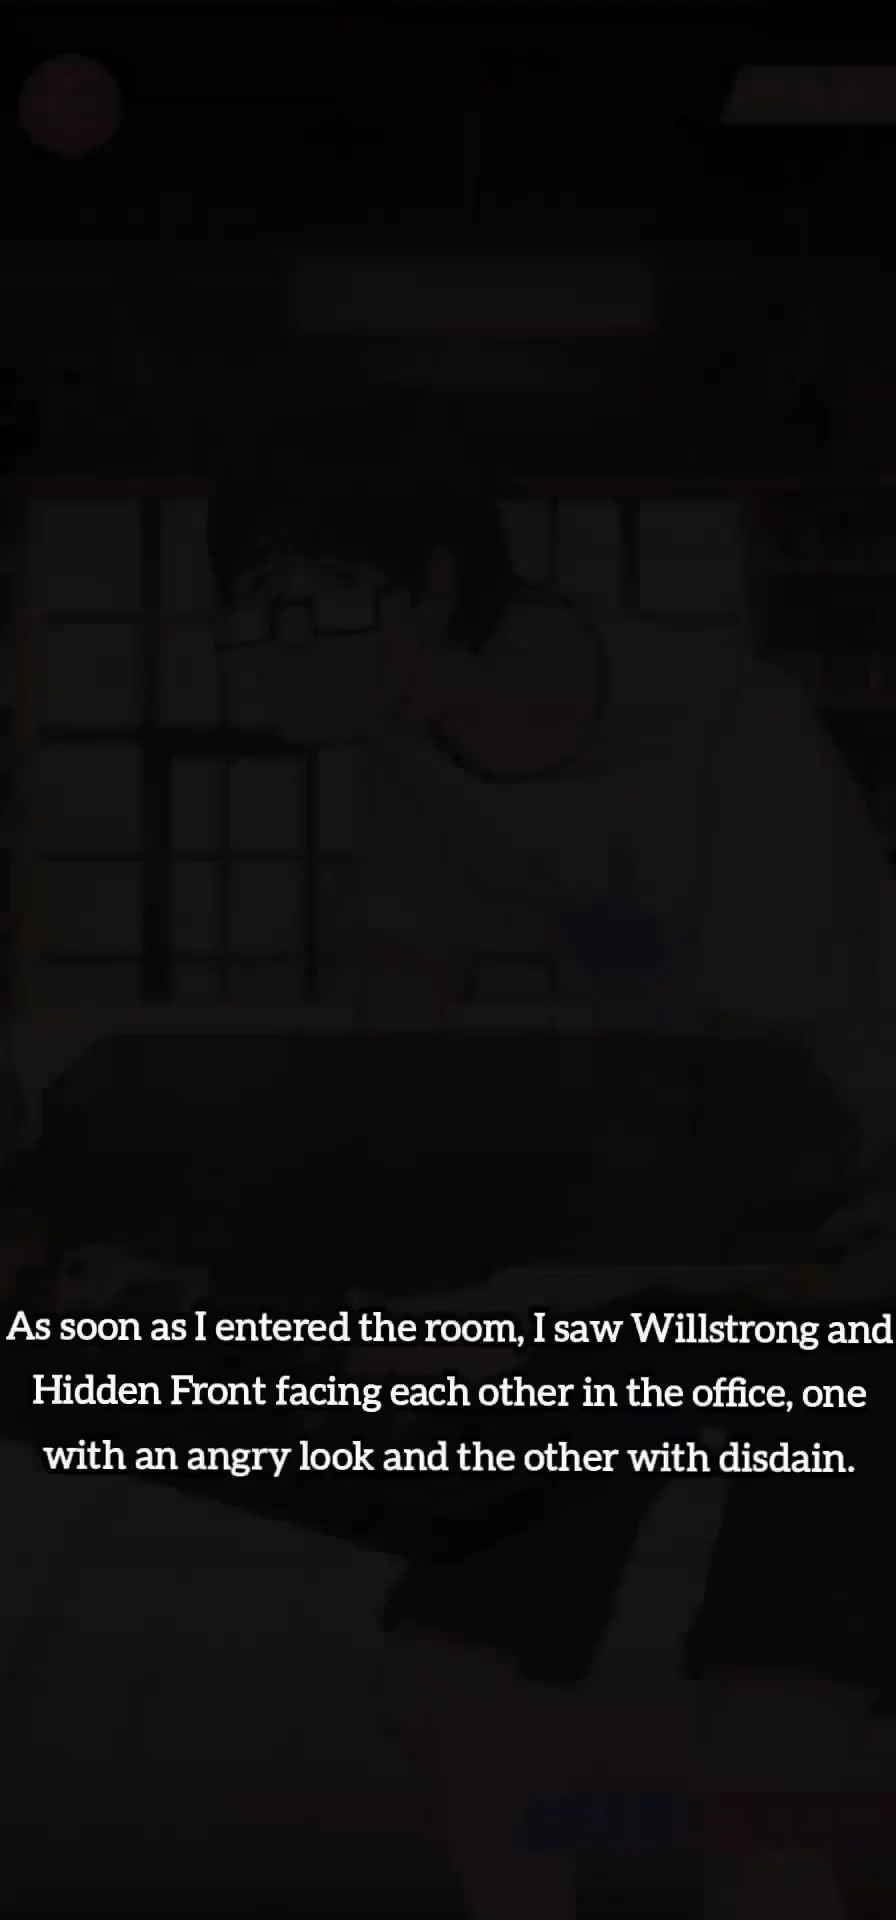 As soon as I entered the room, I saw Willstrong and
Hidden Front facing each other in the office, one
with an angry look and the other with disdain.